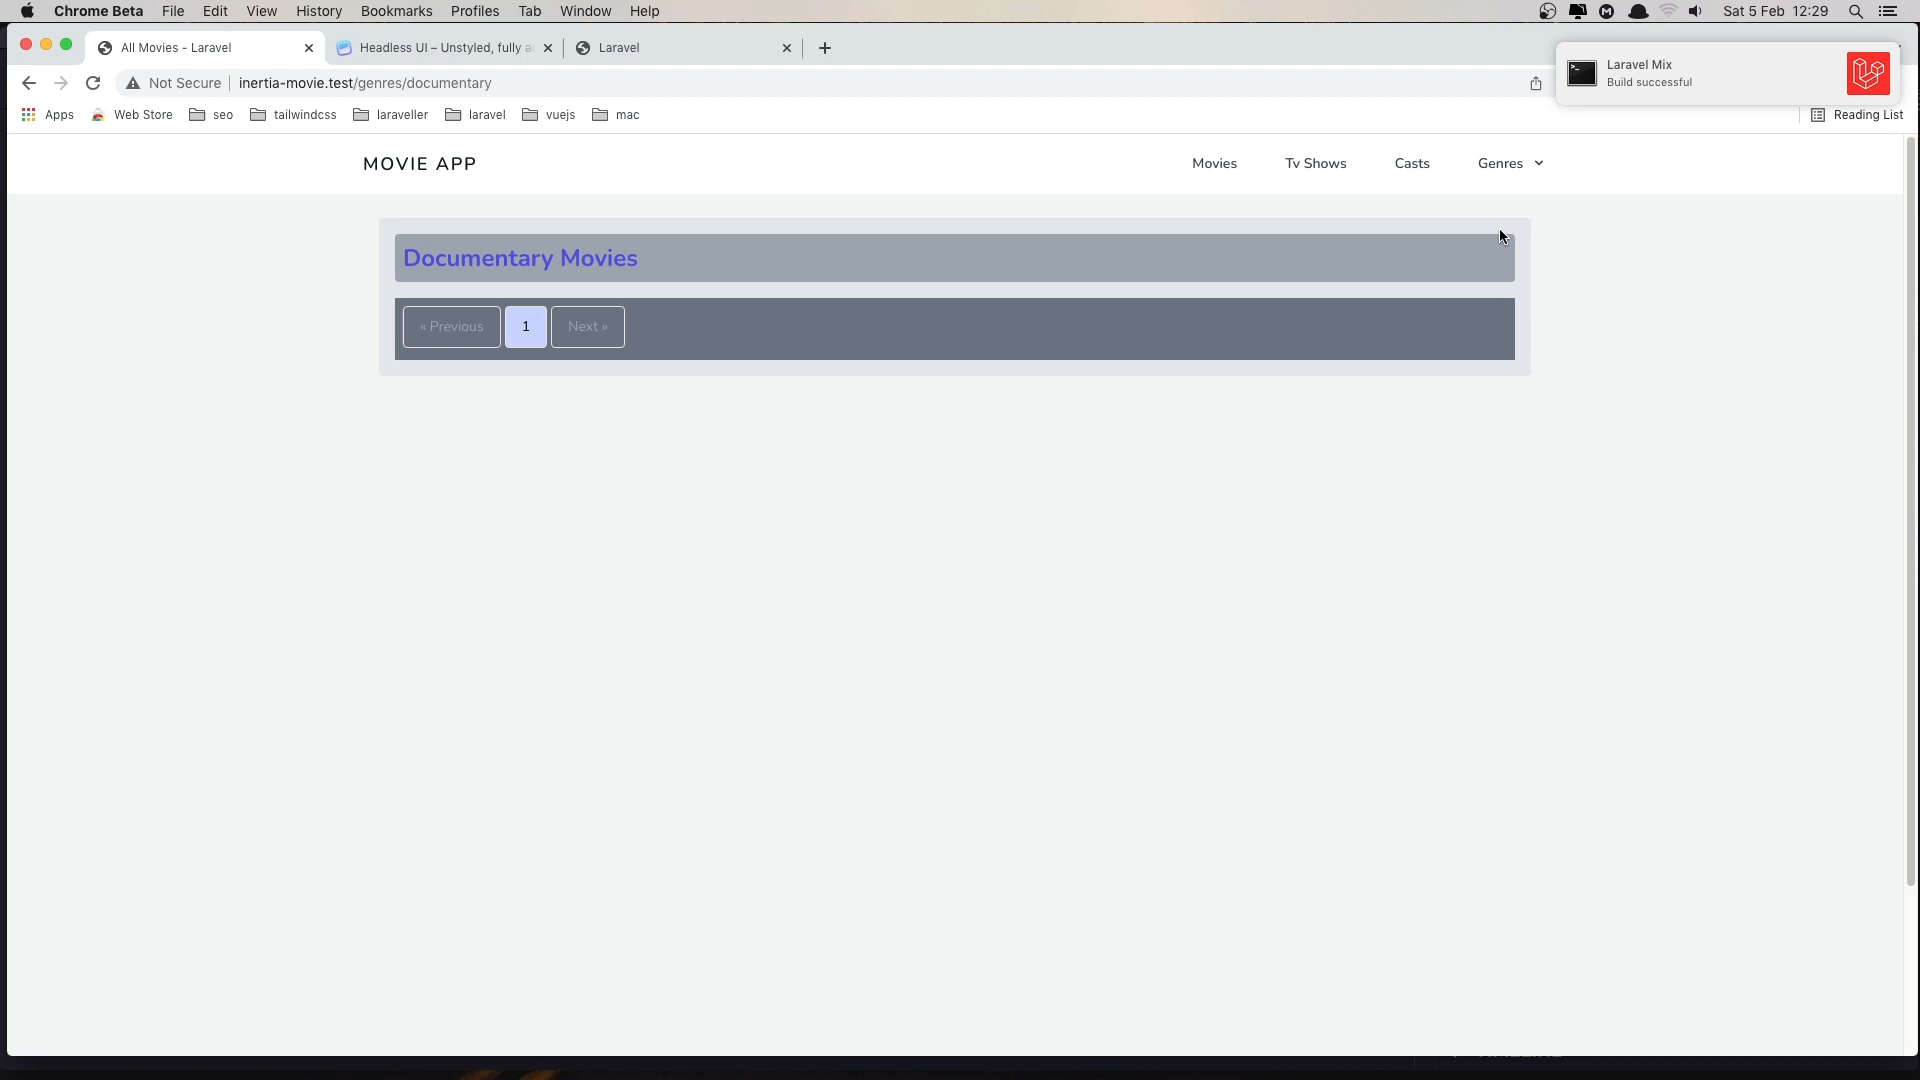 Chrome Beta File Edit View History Bookmarks Profiles Tab Window Help Sat 5 Feb 12:29
All Movies - Laravel Headless UI – Unstyled, fully a Laravel
Laravel Mix
Build successful
Not Secure inertia-movie.test/genres/documentary
Apps Web Store seo tailwindcss laraveller laravel vuejs mac Reading List
MOVIE APP Movies Tv Shows Casts Genres
Documentary Movies
« Previous 1 Next »